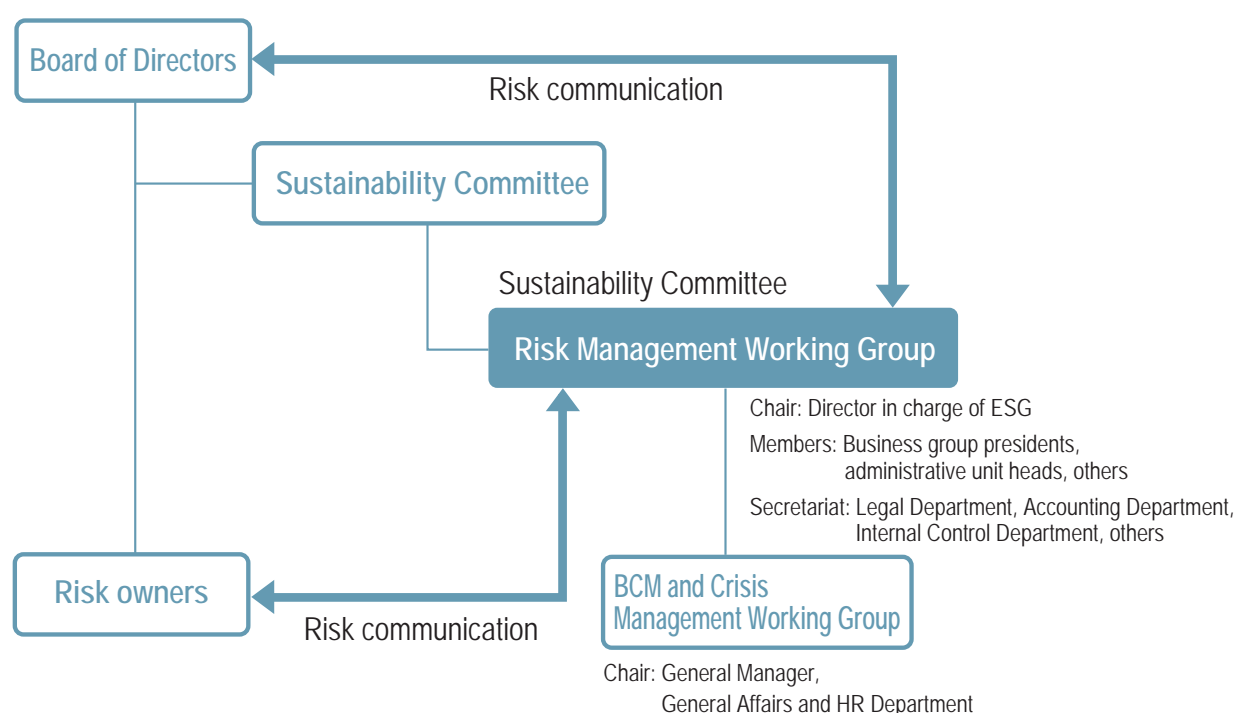 Board of Directors
Risk communication
Sustainability Committee
Sustainability Committee
Risk Management Working Group
Chair: Director in charge of ESG
Members: Business group presidents,
administrative unit heads, others
Secretariat: Legal Department, Accounting Department,
Internal Control Department, others
Risk owners
Risk communication
BCM and Crisis
Management Working Group
Chair: General Manager,
General Affairs and HR Department